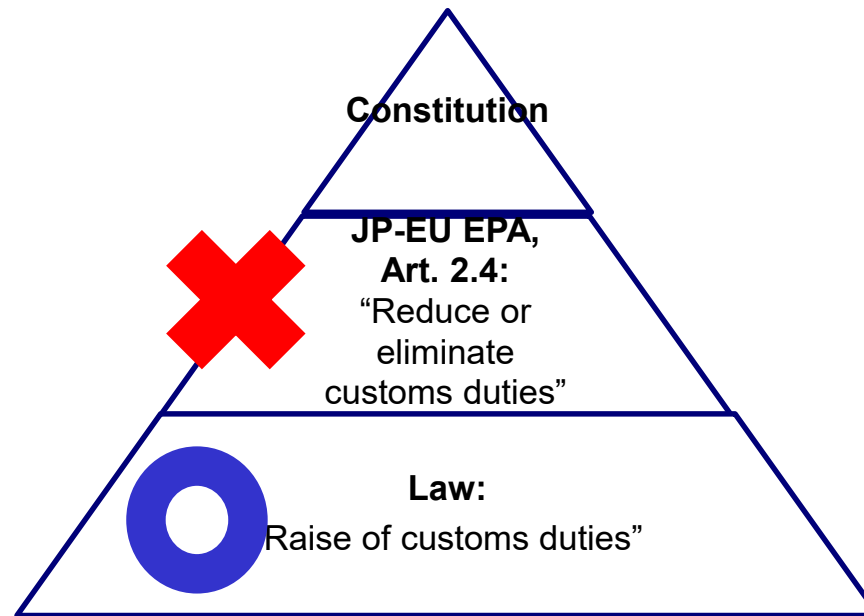 Constitution
JP-EU EPA,
Art. 2.4:
“Reduce or
eliminate
customs duties”
Law:
Raise of customs duties”